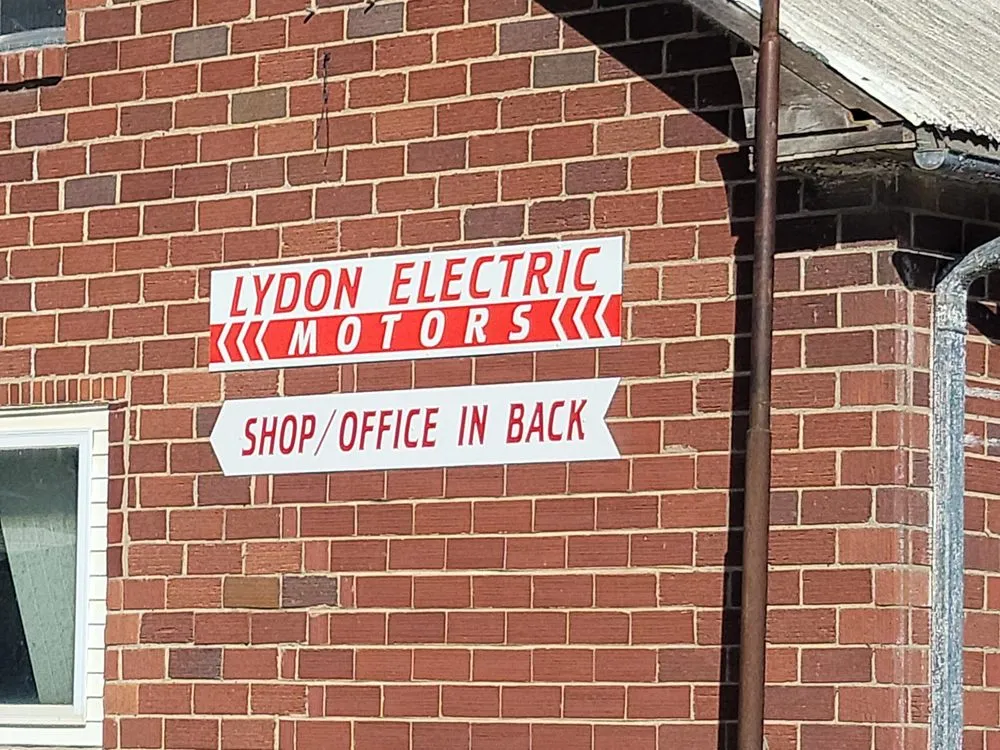 LYDON ELECTRIC
MOTORS
SHOP/OFFICE IN BACK